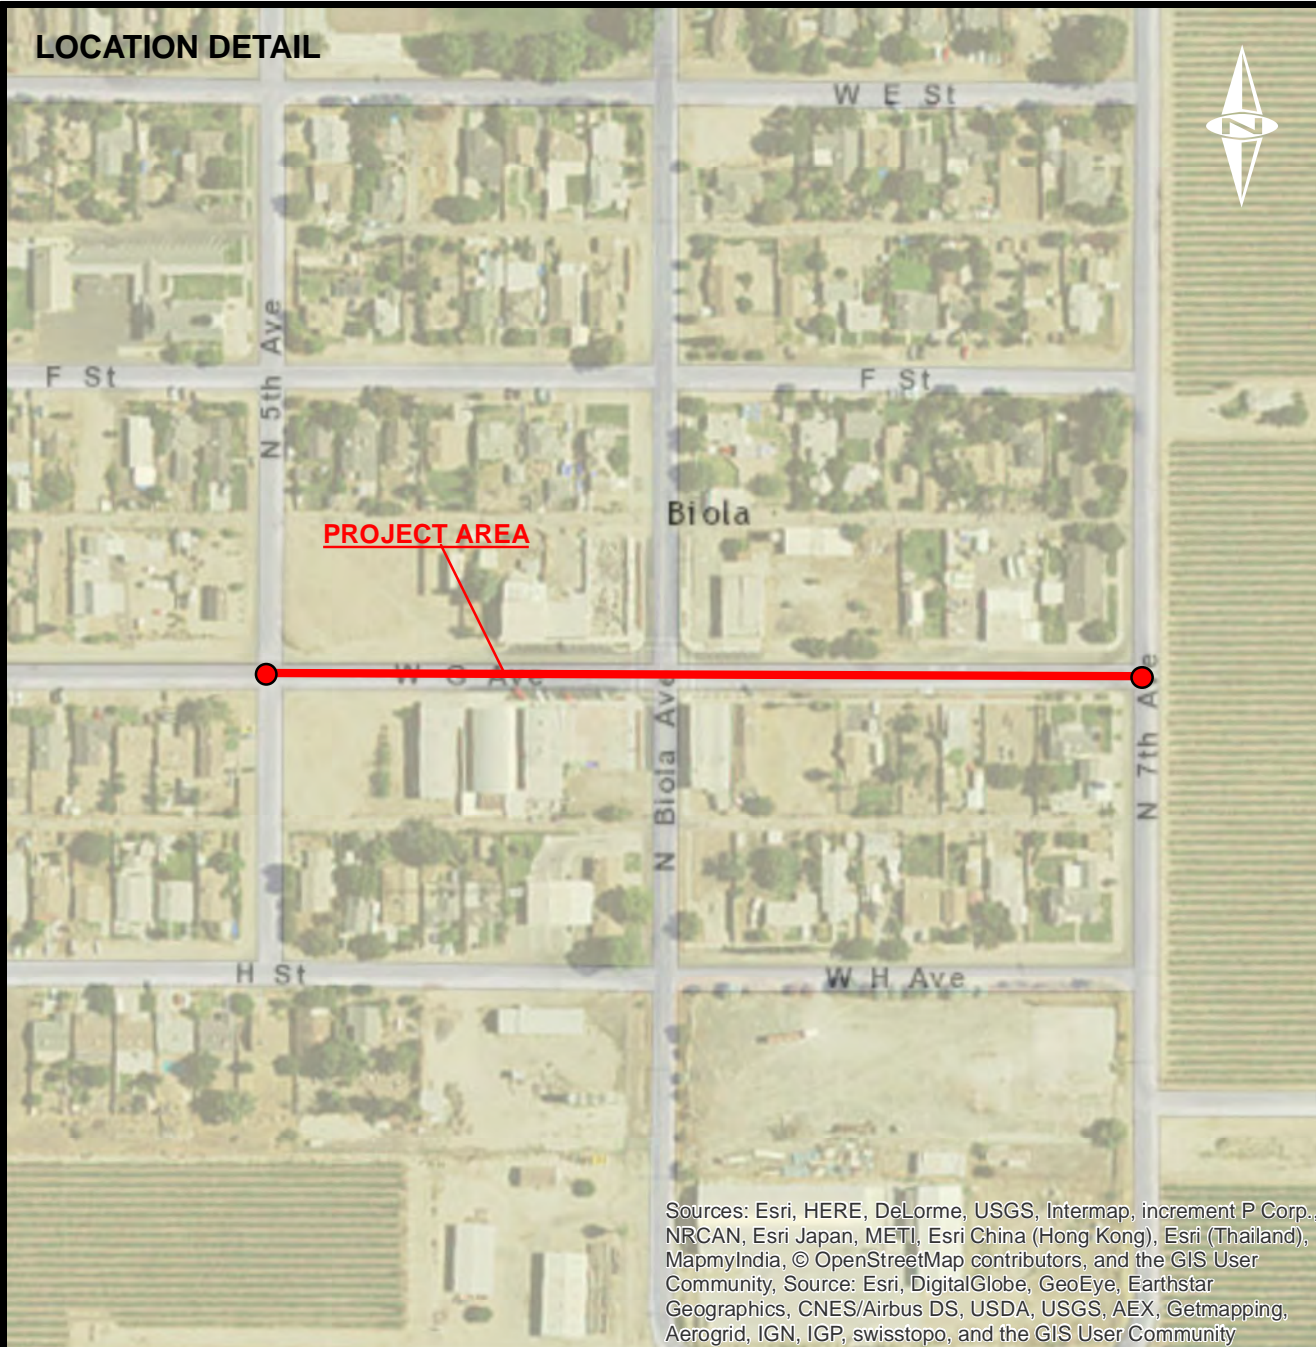 LOCATION DETAIL
W E St
N
N 5th Ave
F St
F St
Biola
PROJECT AREA
W G Ave
N Biola Ave
N 7th Ave
H St
W H Ave
Sources: Esri, HERE, DeLorme, USGS, Intermap, increment P Corp.,
NRCAN, Esri Japan, METI, Esri China (Hong Kong), Esri (Thailand),
MapmyIndia, © OpenStreetMap contributors, and the GIS User
Community, Source: Esri, DigitalGlobe, GeoEye, Earthstar
Geographics, CNES/Airbus DS, USDA, USGS, AEX, Getmapping,
Aerogrid, IGN, IGP, swisstopo, and the GIS User Community